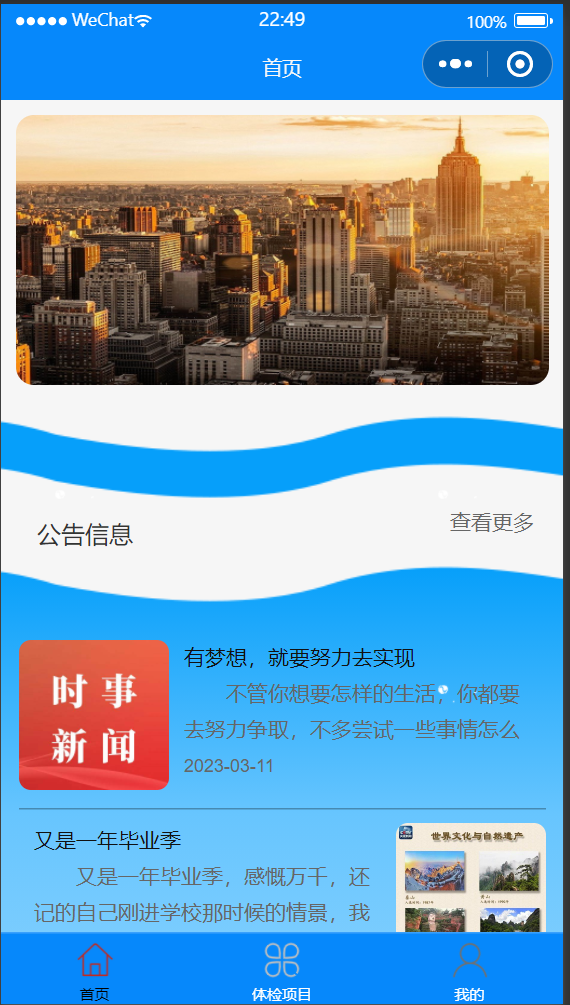 WeChat 22:49 100%
首页
公告信息
查看更多
时事
新闻
有梦想，就要努力去实现
不管你想要怎样的生活，你都要
去努力争取，不多尝试一些事情怎么
2023-03-11
又是一年毕业季
又是一年毕业季，感慨万千，还
记的自己刚进学校那时候的情景，我
世界文化与自然遗产
首页
体检项目
我的